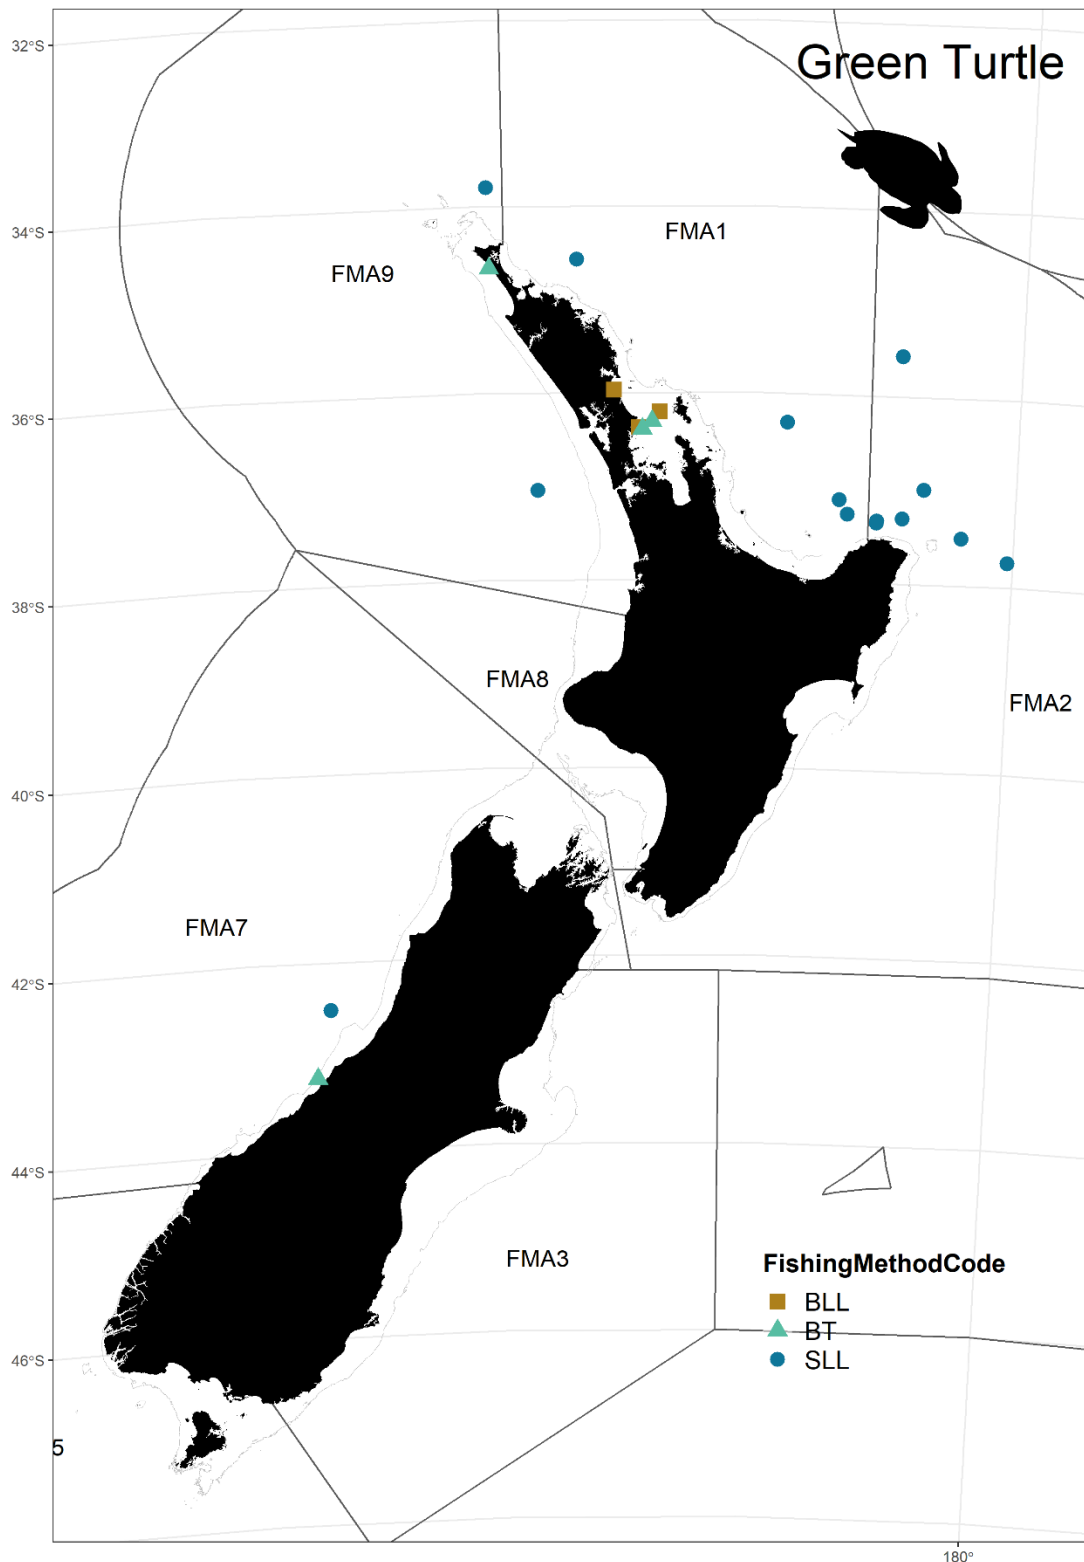 Green Turtle
32°S
34°S
36°S
38°S
40°S
42°S
44°S
46°S
FMA1
FMA9
FMA8
FMA2
FMA7
FMA3
5
FishingMethodCode
BLL
BT
SLL
180°